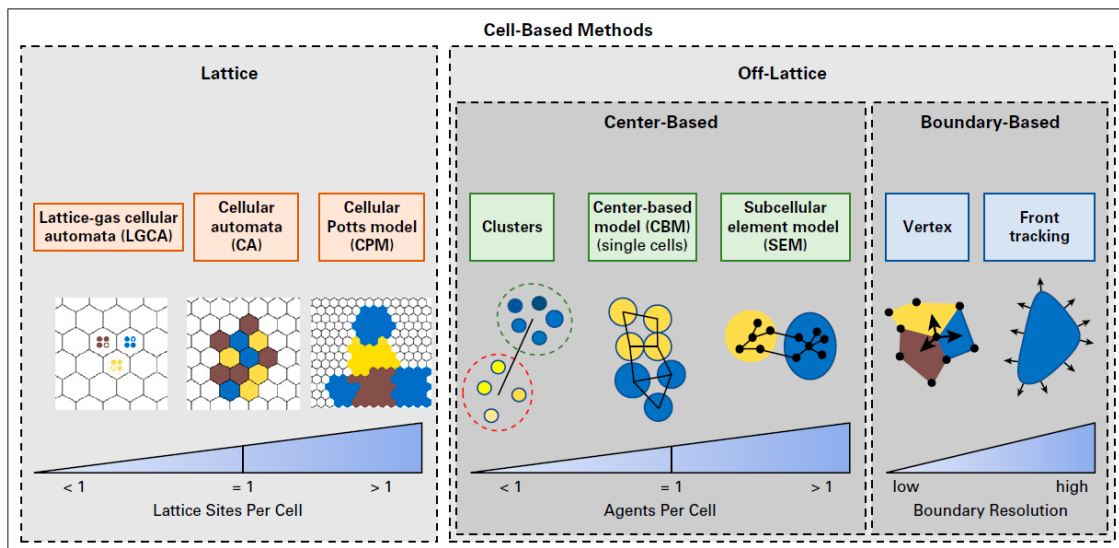 Cell-Based Methods
Lattice
Off-Lattice
Center-Based
Boundary-Based
Lattice-gas cellular
automata (LGCA)
Cellular
automata
(CA)
Cellular
Potts model
(CPM)
Clusters
Center-based
model (CBM)
(single cells)
Subcellular
element model
(SEM)
Vertex
Front
tracking
< 1
= 1
> 1
Lattice Sites Per Cell
< 1
= 1
> 1
Agents Per Cell
low
high
Boundary Resolution